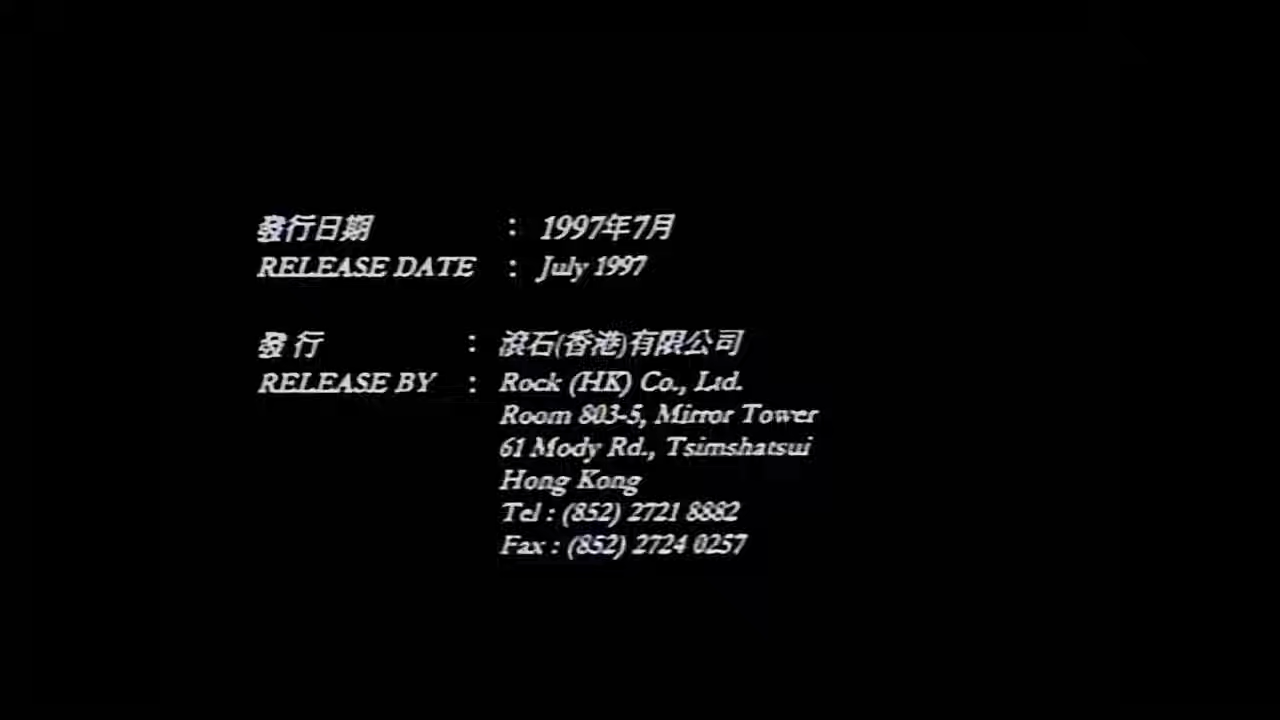 發行日期 : 1997年7月
RELEASE DATE : July 1997
發行 : 滾石(香港)有限公司
RELEASE BY : Rock (HK) Co., Ltd.
Room 803-5, Mirror Tower
61 Mody Rd., Tsimshatsui
Hong Kong
Tel : (852) 2721 8882
Fax : (852) 2724 0257